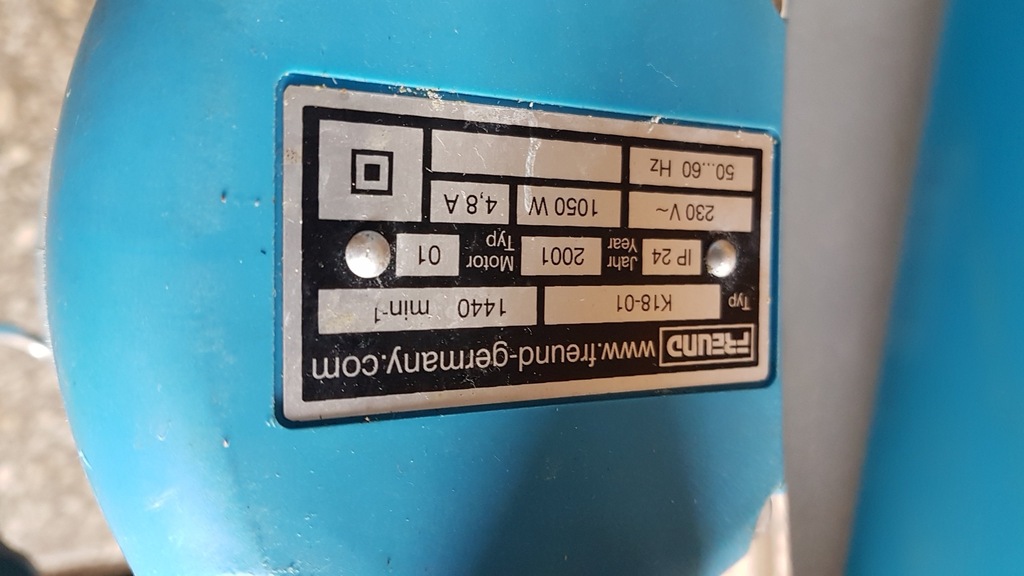 FREUND www.freund-germany.com
Typ K18-01 1440 min⁻¹
IP 24 Jahr Year 2001 Motor Typ 01
230 V ~ 1050 W 4,8 A
50...60 Hz